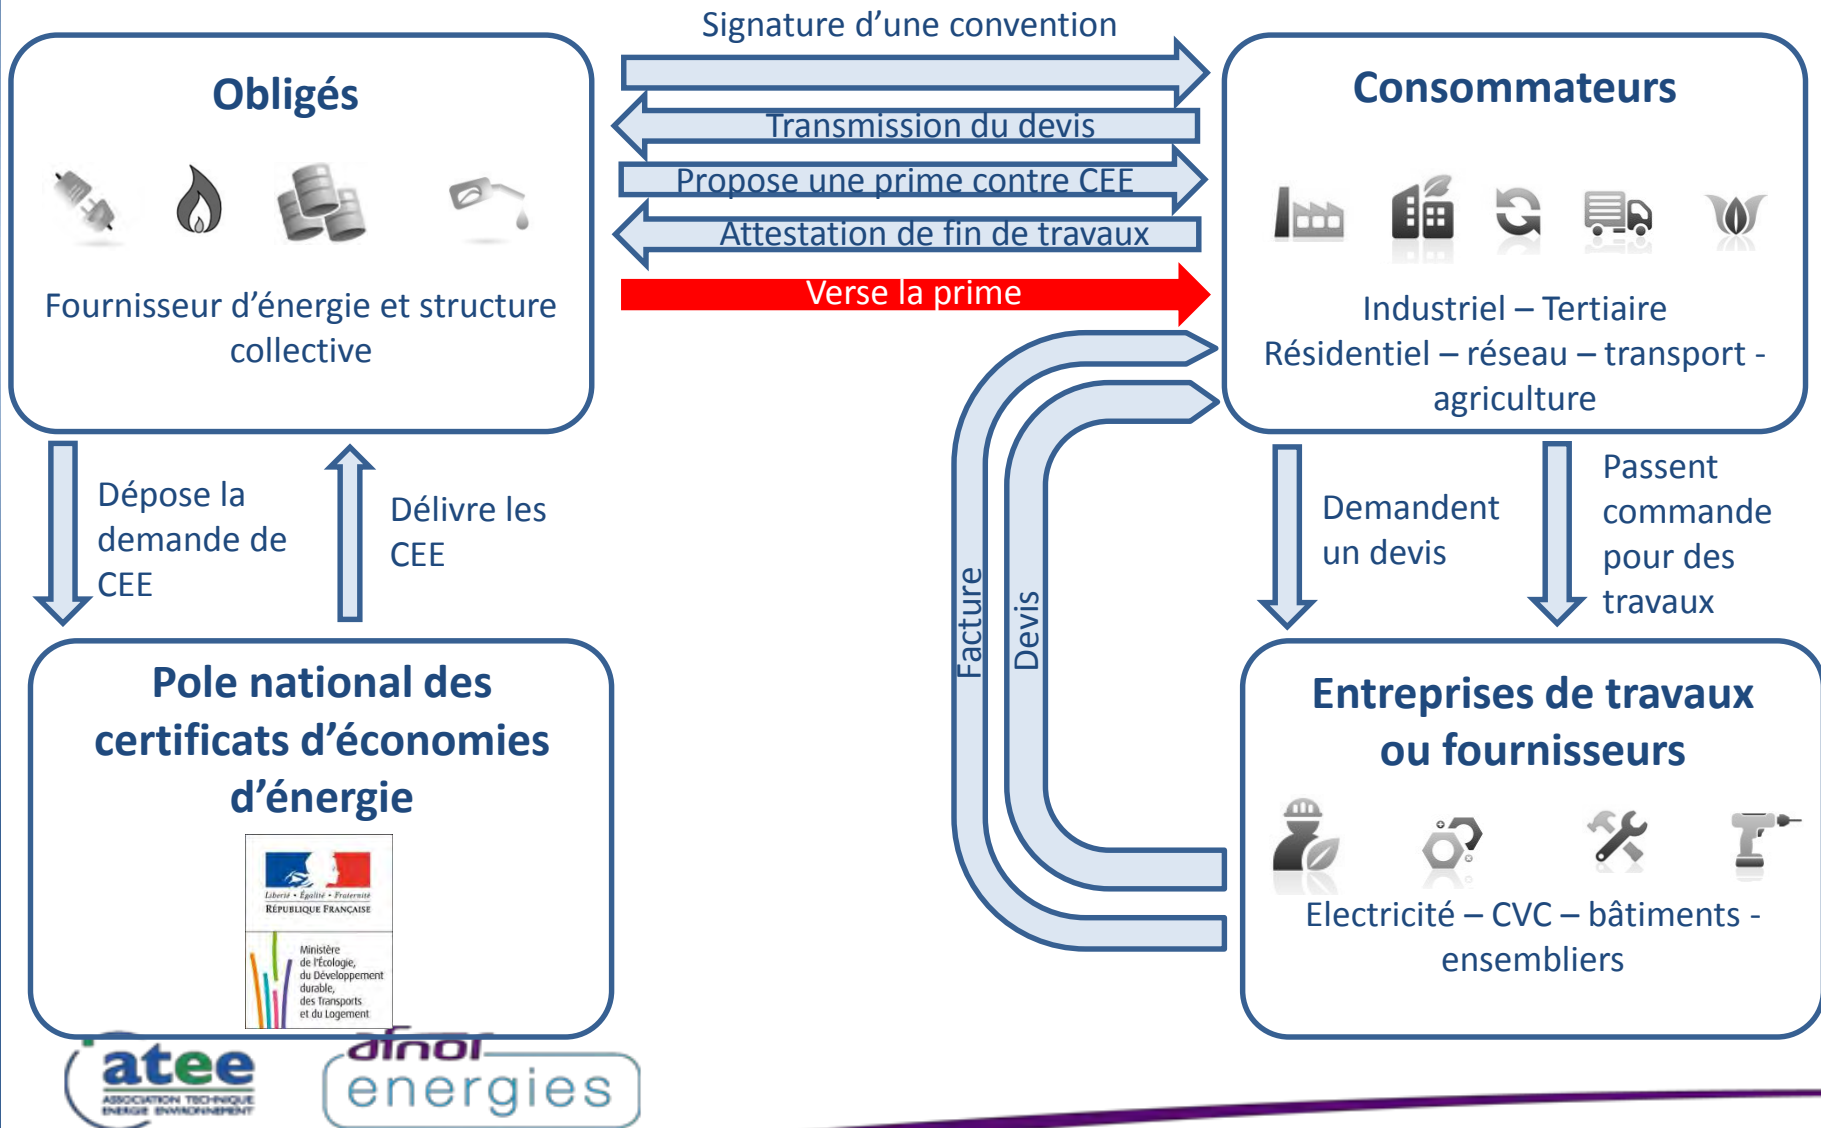 Signature d’une convention
Obligés
Consommateurs
Transmission du devis
Propose une prime contre CEE
Attestation de fin de travaux
Verse la prime
Fournisseur d’énergie et structure
collective
Industriel – Tertiaire
Résidentiel – réseau – transport -
agriculture
Dépose la
demande de
CEE
Délivre les
CEE
Facture
Devis
Demandent
un devis
Passent
commande
pour des
travaux
Pole national des
certificats d’économies
d’énergie
Liberté • Égalité • Fraternité
RÉPUBLIQUE FRANÇAISE
Ministère
de l'Écologie,
du Développement
durable,
des Transports
et du Logement
Entreprises de travaux
ou fournisseurs
Electricité – CVC – bâtiments -
ensembliers
atee
ASSOCIATION TECHNIQUE
ENERGIE ENVIRONNEMENT
afnor
energies